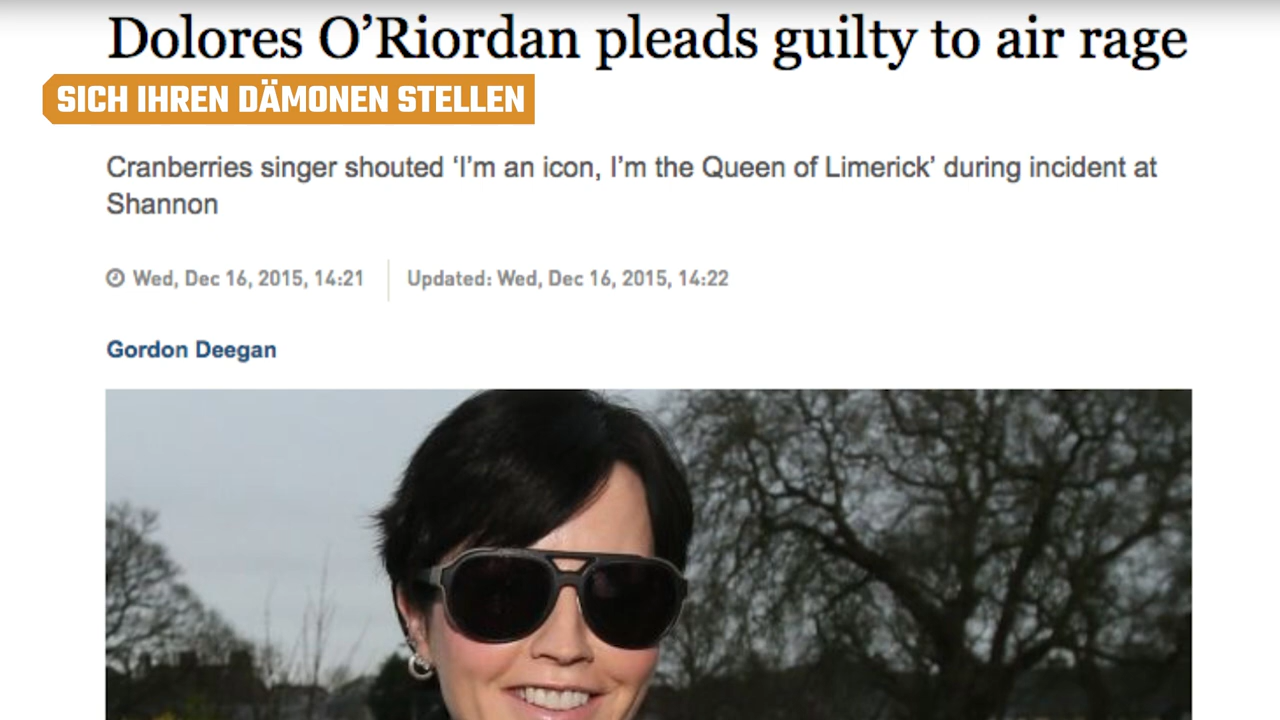 Dolores O’Riordan pleads guilty to air rage
SICH IHREN DÄMONEN STELLEN
Cranberries singer shouted ‘I’m an icon, I’m the Queen of Limerick’ during incident at
Shannon
Wed, Dec 16, 2015, 14:21
Updated: Wed, Dec 16, 2015, 14:22
Gordon Deegan